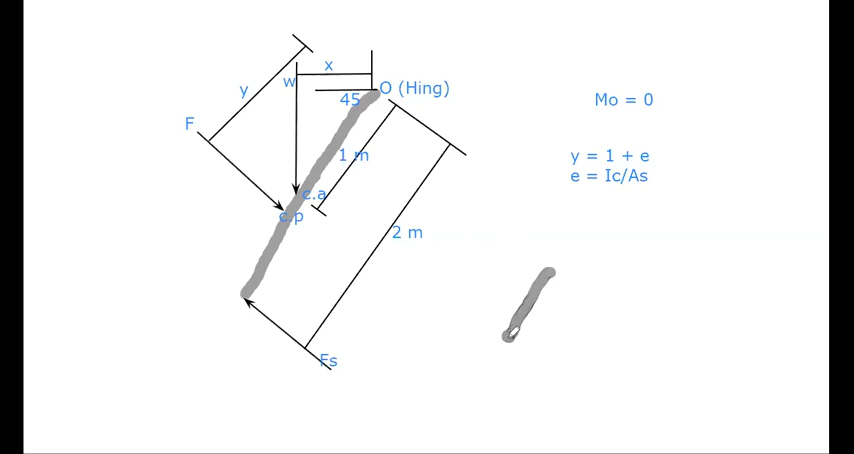 x
w
O (Hing)
y
45
Mo = 0
F
1 m
y = 1 + e
e = Ic/As
c.a
c.p
2 m
Fs